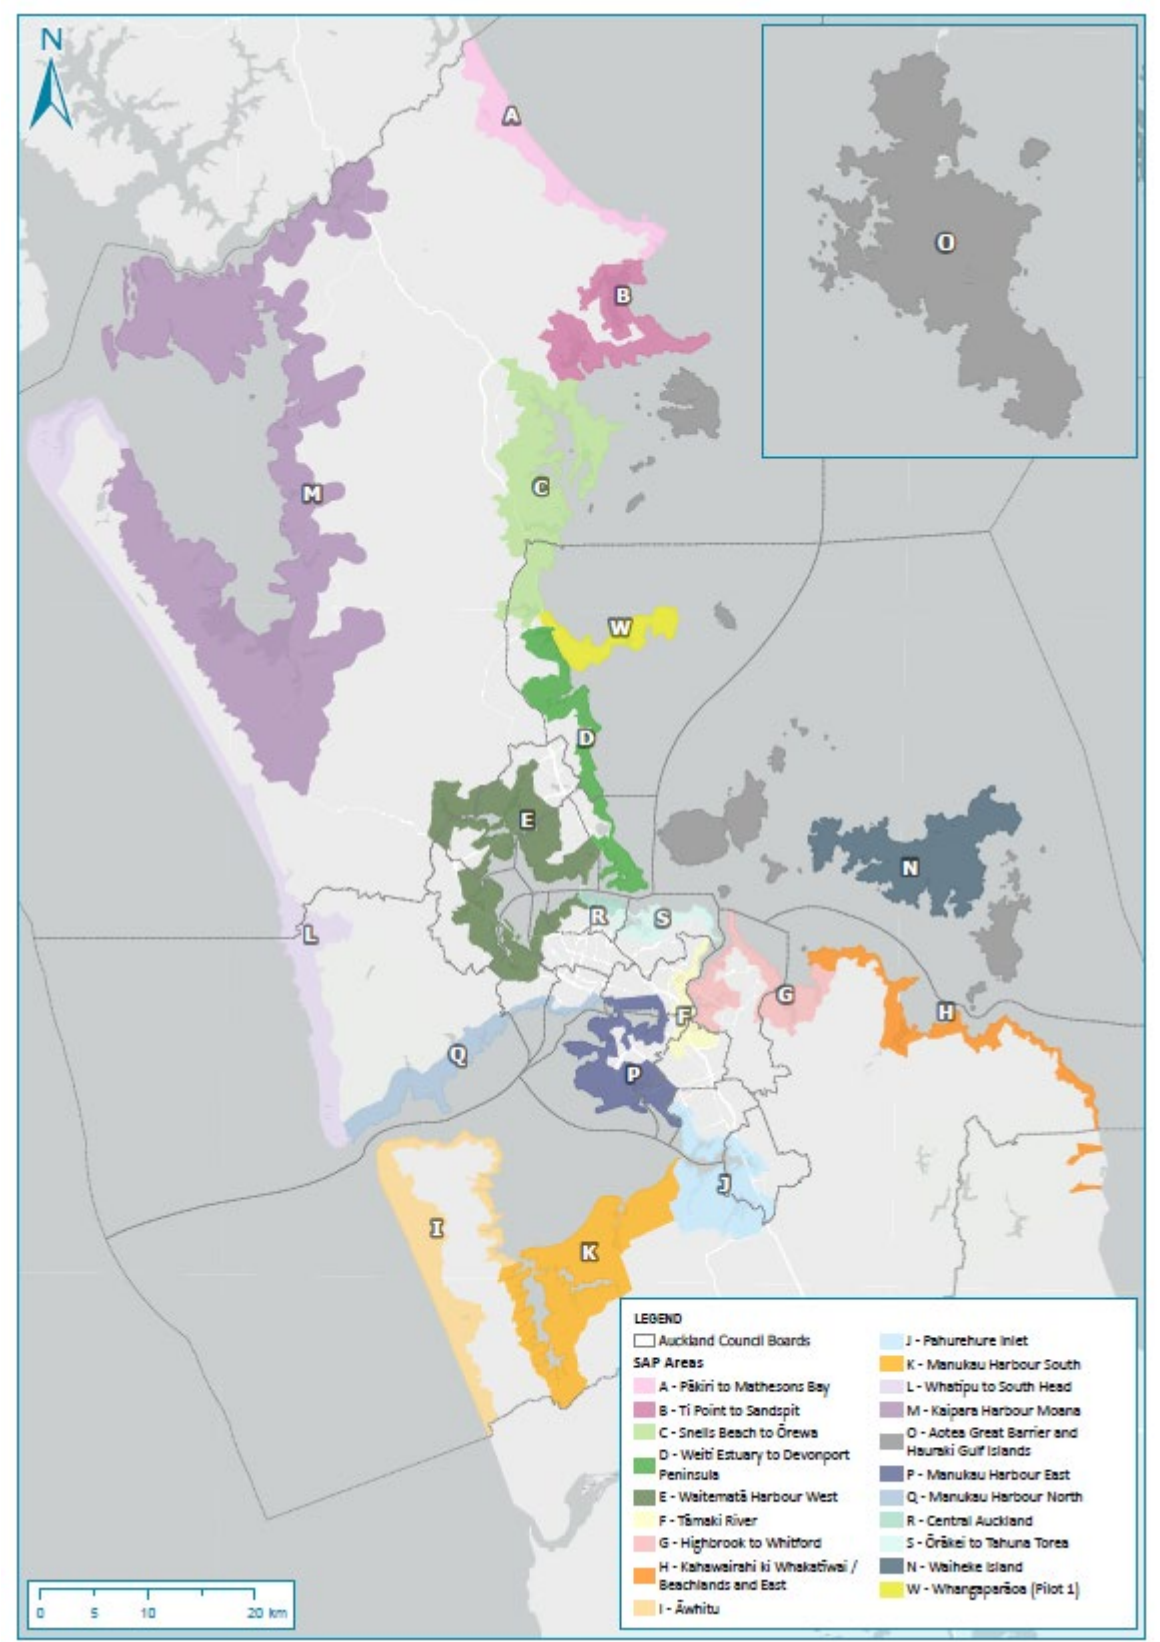 N
A
O
B
M
C
W
D
E
N
L
R
S
G
H
F
Q
P
J
I
K
LEGEND
Auckland Council Boards
SAP Areas
A - Pākiri to Mathesons Bay
B - Ti Point to Sandspit
C - Snells Beach to Ōrewa
D - Weiti Estuary to Devonport
Peninsula
E - Waitematā Harbour West
F - Tāmaki River
G - Highbrook to Whitford
H - Kahawairahi ki Whakatīwai /
Beachlands and East
I - Āwhitu
J - Pahurehure Inlet
K - Manukau Harbour South
L - Whatipu to South Head
M - Kaipara Harbour Moana
O - Aotea Great Barrier and
Hauraki Gulf Islands
P - Manukau Harbour East
Q - Manukau Harbour North
R - Central Auckland
S - Ōrākei to Tahuna Torea
N - Waiheke Island
W - Whangaparāoa (Pilot 1)
0 5 10 20 km